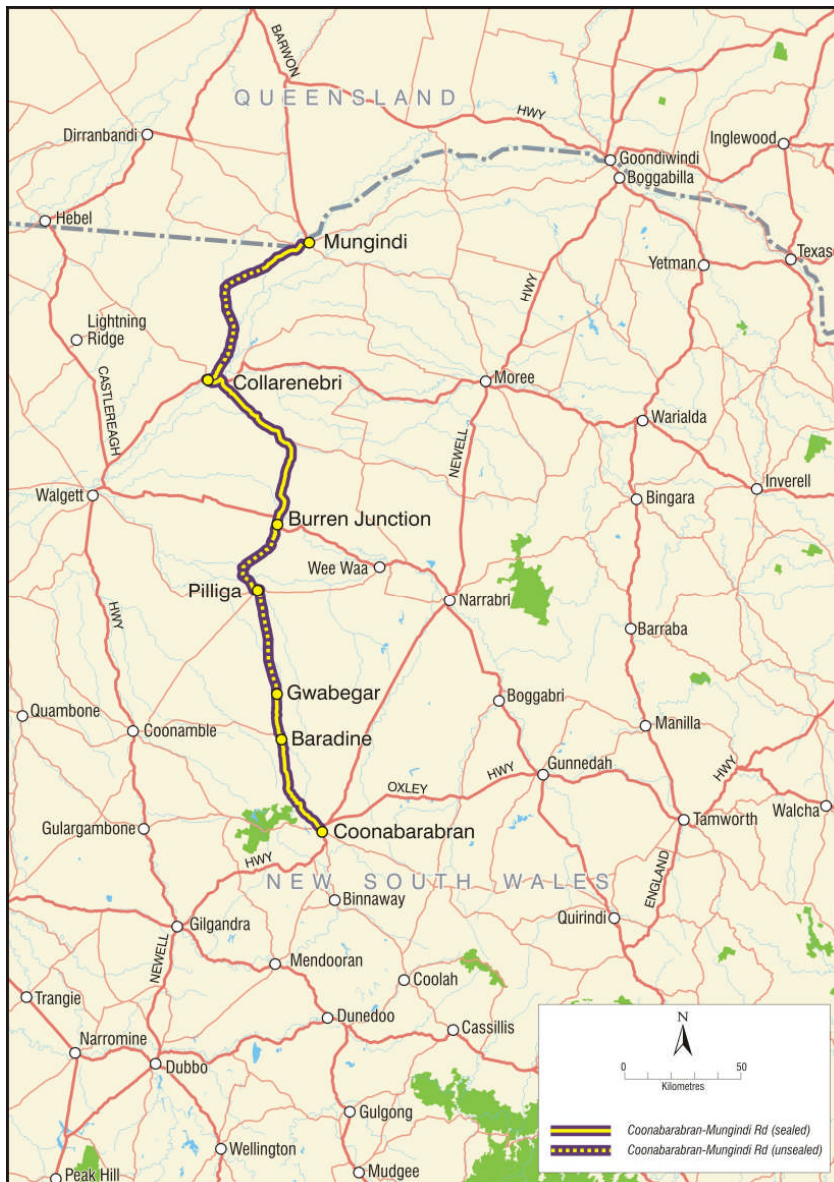 BARWON
QUEENSLAND
HWY
Dirranbandi
Inglewood
Goondiwindi
Boggabilla
Hebel
Mungindi
Yetman
Texas
HWY
Lightning
Ridge
Collarenebri
Moree
CASTLEREAGH
Warialda
NEWELL
Walgett
Inverell
Bingara
Burren Junction
Wee Waa
Pilliga
Narrabri
HWY
Barraba
Gwabegar
Boggabri
Quambone
Coonamble
Baradine
Manilla
HWY
Gunnedah
OXLEY
HWY
Walcha
Gulargambone
Coonabarabran
Tamworth
HWY
NEW SOUTH WALES
ENGLAND
Binnaway
Quirindi
Gilgandra
NEWELL
Mendooran
Coolah
Trangie
Dunedoo
Cassillis
Narromine
Dubbo
Gulgong
Wellington
Mudgee
Peak Hill
N
0 50
Kilometres
Coonabarabran-Mungindi Rd (sealed)
Coonabarabran-Mungindi Rd (unsealed)